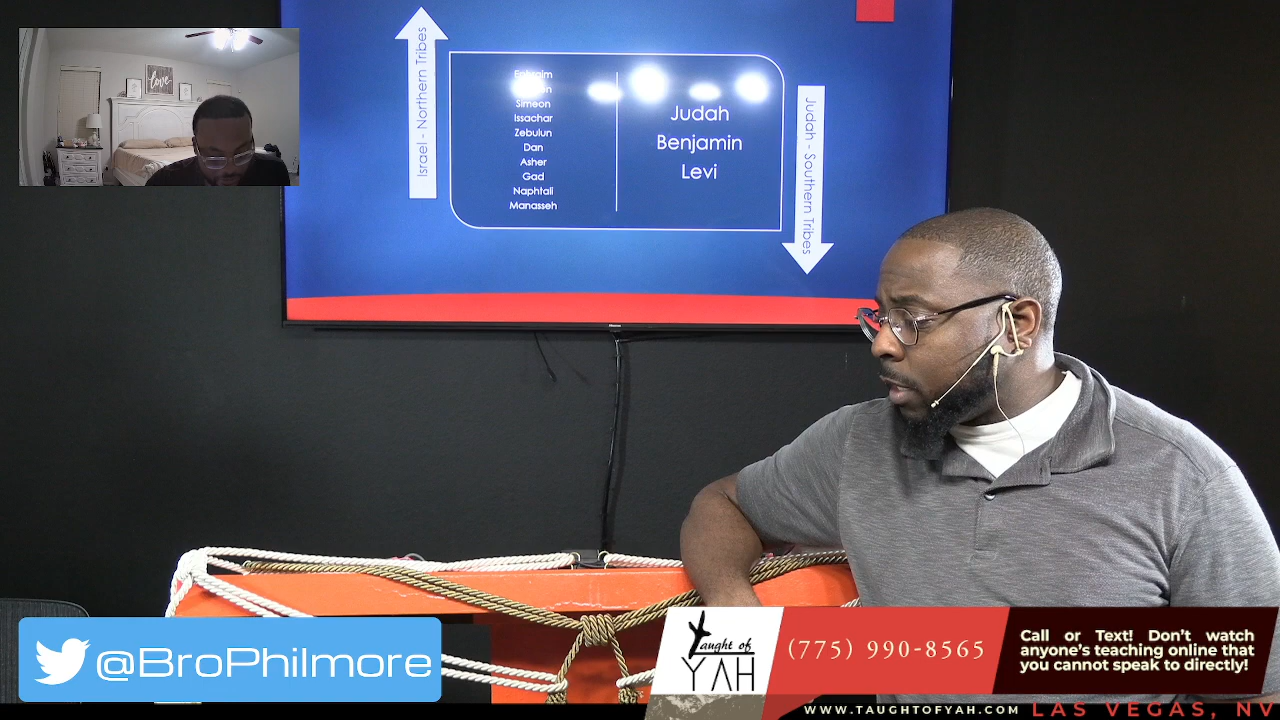 love
Israel - Northern Tribes
Ephraim
Simeon
Issachar
Zebulun
Dan
Asher
Gad
Naphtali
Manasseh
Judah
Benjamin
Levi
Judah - Southern Tribes
Hisense
@BroPhilmore
Taught of
YAH
(775) 990-8565
Call or Text! Don't watch
anyone's teaching online that
you cannot speak to directly!
WWW.TAUGHTOFYAH.COM
LAS VEGAS, NV